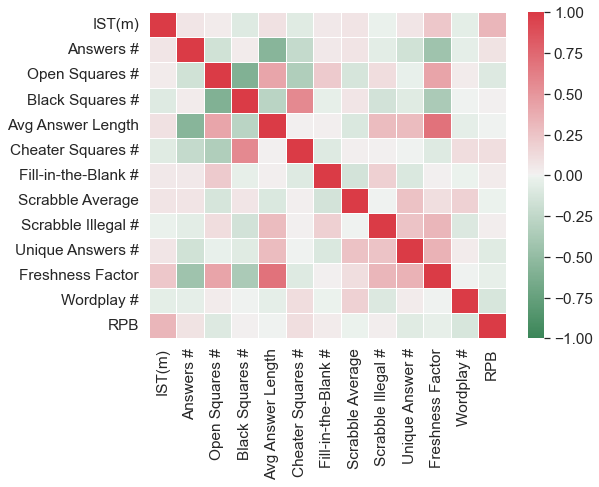 IST(m)
Answers #
Open Squares #
Black Squares #
Avg Answer Length
Cheater Squares #
Fill-in-the-Blank #
Scrabble Average
Scrabble Illegal #
Unique Answers #
Freshness Factor
Wordplay #
RPB
IST(m)
Answers #
Open Squares #
Black Squares #
Avg Answer Length
Cheater Squares #
Fill-in-the-Blank #
Scrabble Average
Scrabble Illegal #
Unique Answer #
Freshness Factor
Wordplay #
RPB
1.00
0.75
0.50
0.25
0.00
−0.25
−0.50
−0.75
−1.00